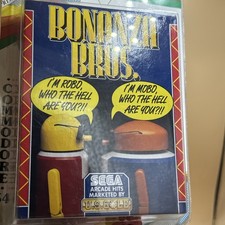 BONANZA
BROS.
I'M ROBO,
WHO THE HELL
ARE YOU?!!
I'M MOBO,
WHO THE HELL
ARE YOU?!!
SEGA
ARCADE HITS
MARKETED BY
COMMODORE
64